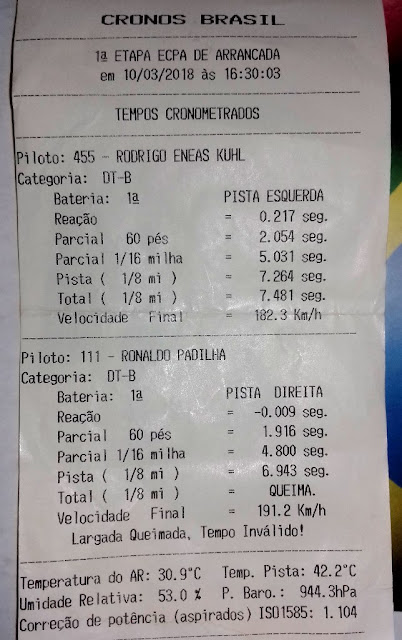 CRONOS BRASIL
1ª ETAPA ECPA DE ARRANCADA
em 10/03/2018 às 16:30:03
TEMPOS CRONOMETRADOS
Piloto: 455 - RODRIGO ENEAS KUHL
Categoria: DT-B
Bateria: 1ª PISTA ESQUERDA
Reação = 0.217 seg.
Parcial 60 pés = 2.054 seg.
Parcial 1/16 milha = 5.031 seg.
Pista ( 1/8 mi ) = 7.264 seg.
Total ( 1/8 mi ) = 7.481 seg.
Velocidade Final = 182.3 Km/h
Piloto: 111 - RONALDO PADILHA
Categoria: DT-B
Bateria: 1ª PISTA DIREITA
Reação = -0.009 seg.
Parcial 60 pés = 1.916 seg.
Parcial 1/16 milha = 4.800 seg.
Pista ( 1/8 mi ) = 6.943 seg.
Total ( 1/8 mi ) = QUEIMA.
Velocidade Final = 191.2 Km/h
Largada Queimada, Tempo Inválido!
Temperatura do AR: 30.9°C Temp. Pista: 42.2°C
Umidade Relativa: 53.0 % P. Baro.: 944.3hPa
Correção de potência (aspirados) ISO1585: 1.104